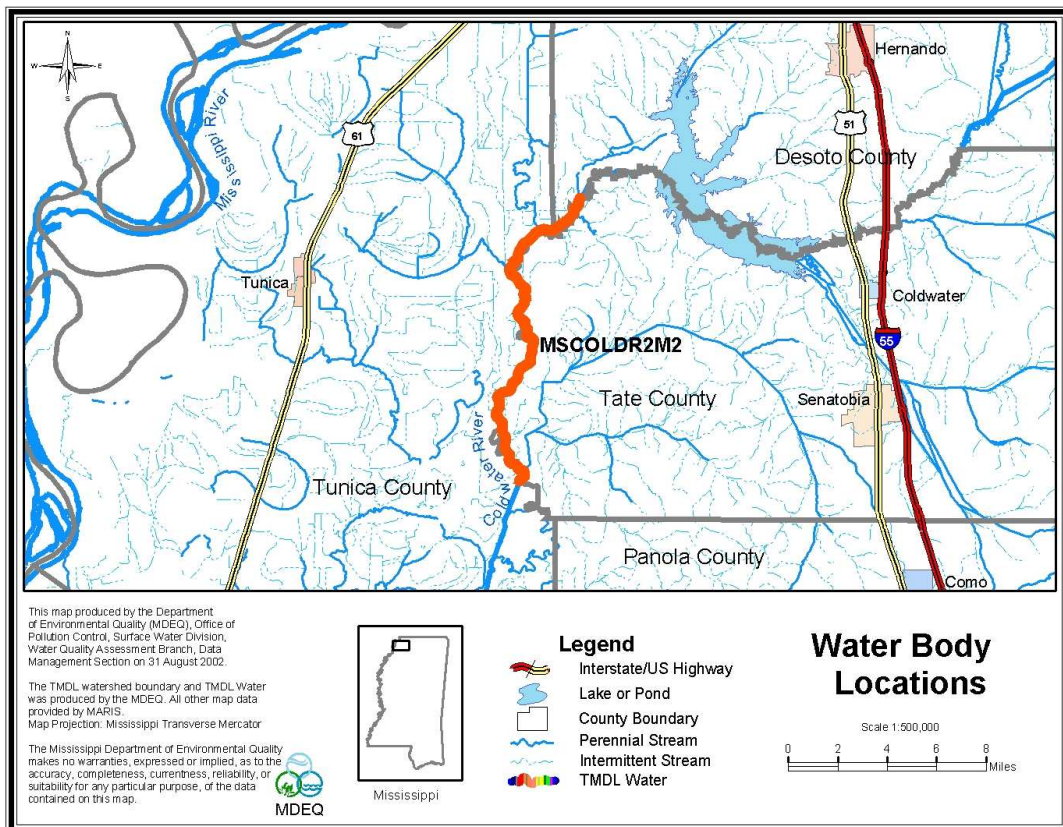 N
W
E
S
Mississippi River
61
Hernando
51
Desoto County
Tunica
Coldwater
MSCOLDR2M2
55
Tate County
Senatobia
Coldwater River
Tunica County
Panola County
Como
This map produced by the Department
of Environmental Quality (MDEQ), Office of
Pollution Control, Surface Water Division,
Water Quality Assessment Branch, Data
Management Section on 31 August 2002.
The TMDL watershed boundary and TMDL Water
was produced by the MDEQ. All other map data
provided by MARIS.
Map Projection: Mississippi Transverse Mercator
The Mississippi Department of Environmental Quality
makes no warranties, expressed or implied, as to the
accuracy, completeness, currentness, reliability, or
suitability for any particular purpose, of the data
contained on this map.
MDEQ
Mississippi
Legend
Interstate/US Highway
Lake or Pond
County Boundary
Perennial Stream
Intermittent Stream
TMDL Water
Water Body
Locations
Scale 1:500,000
0 2 4 6 8
Miles